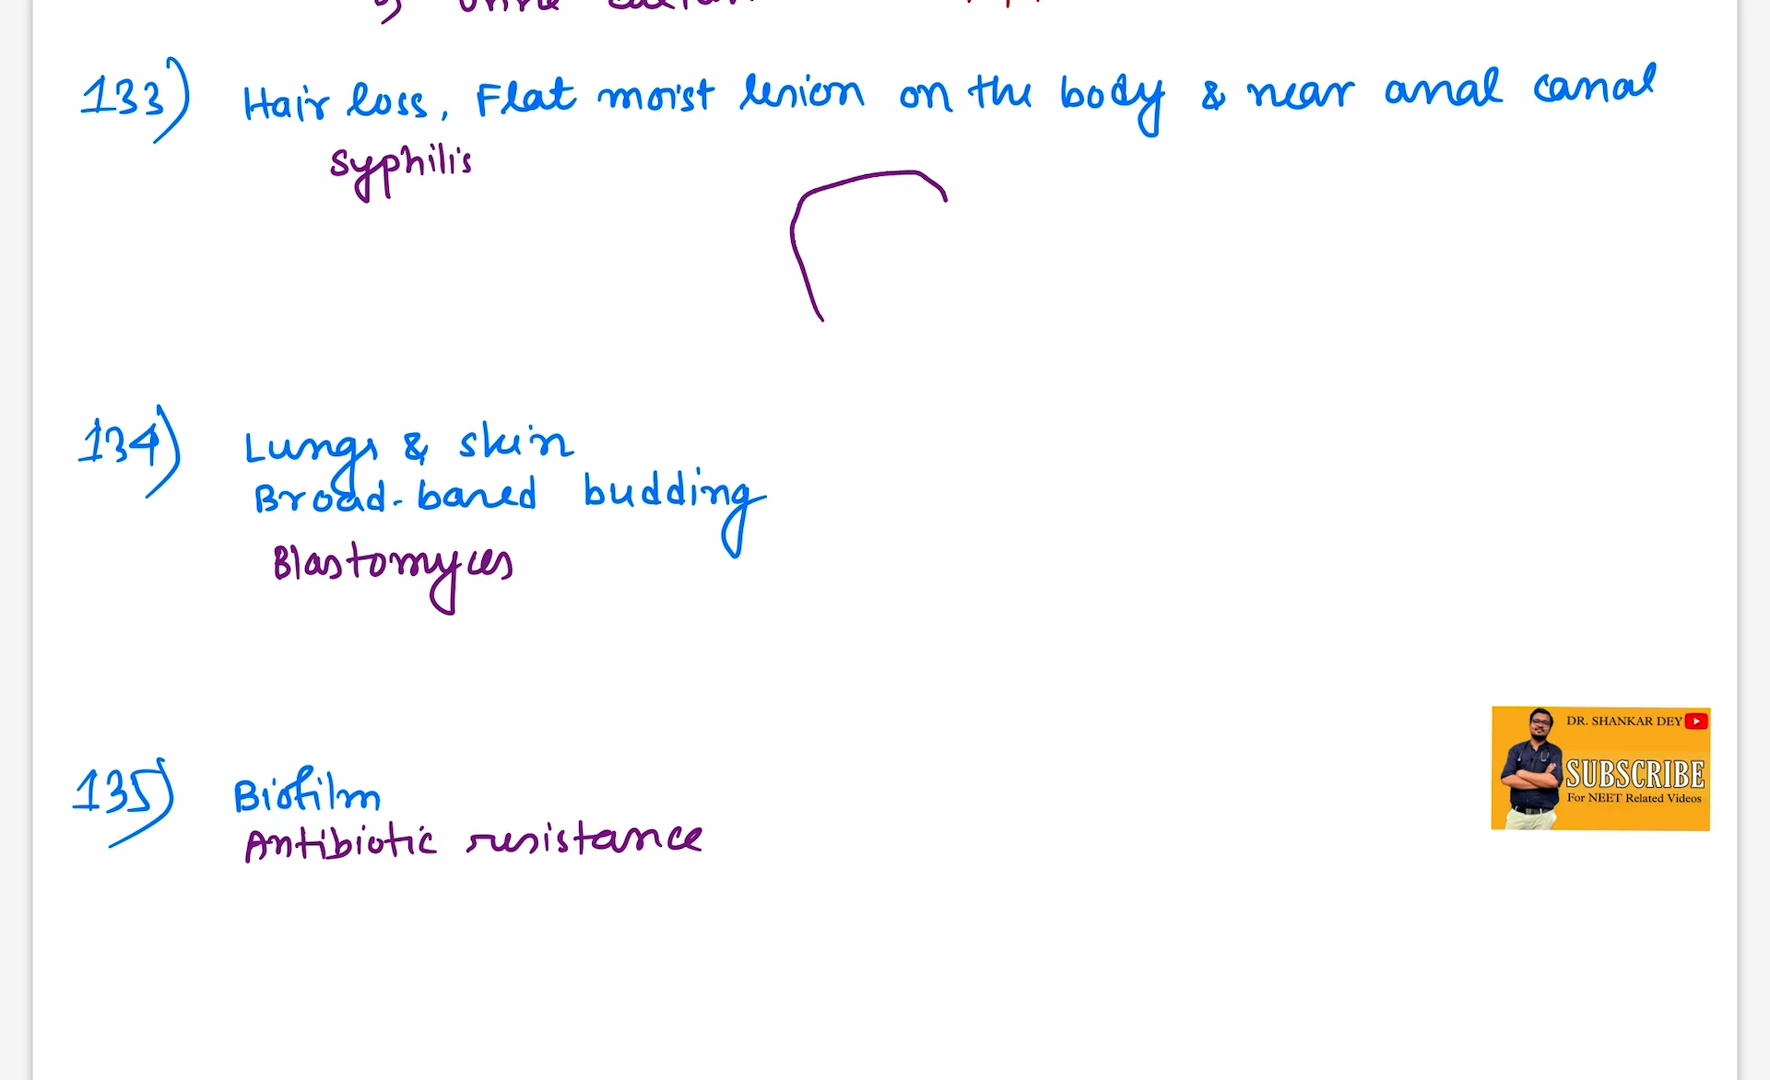 133) Hair loss, Flat moist lesion on the body & near anal canal
Syphilis
134) Lungs & skin
Broad-based budding
Blastomyces
135) Biofilm
Antibiotic resistance
DR. SHANKAR DEY
SUBSCRIBE
For NEET Related Videos